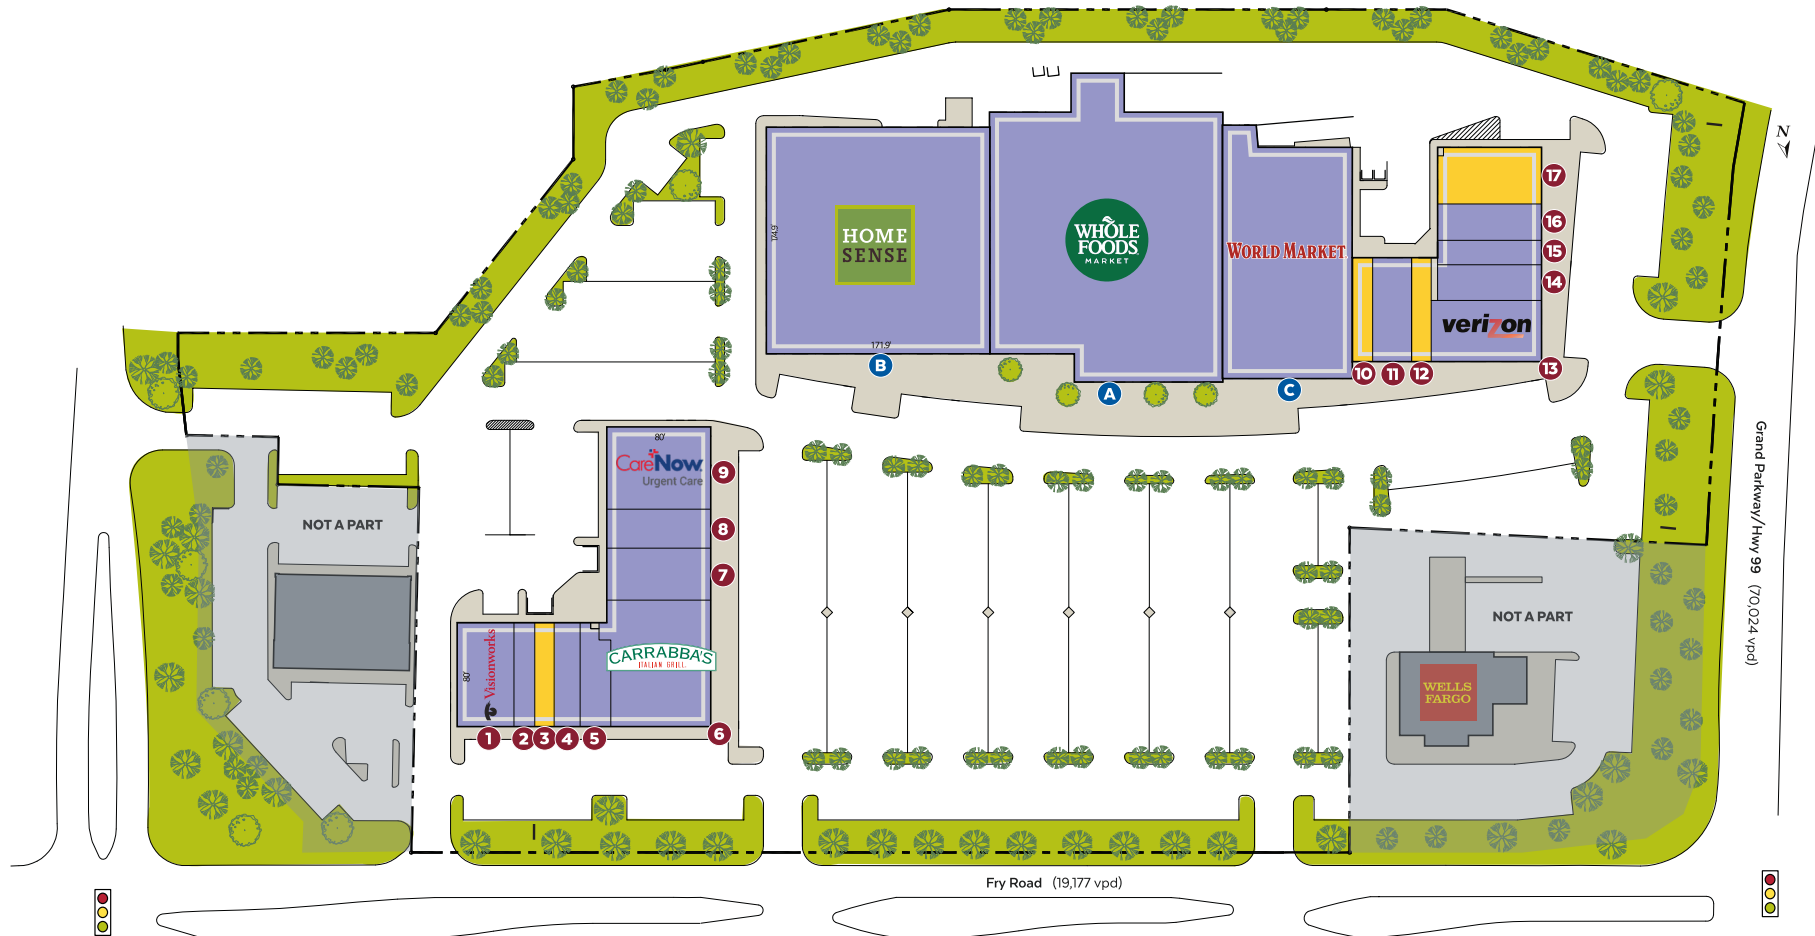 N
17
16
15
14
HOME
SENSE
174.9'
171.9'
B
WHOLE
FOODS
MARKET
A
WORLD MARKET
C
verizon
10
11
12
13
Grand Parkway/Hwy 99 (70,024 vpd)
80'
CareNow
Urgent Care
9
8
7
NOT A PART
Visionworks
80'
CARRABBA'S
ITALIAN GRILL
1
2
3
4
5
6
NOT A PART
WELLS
FARGO
Fry Road (19,177 vpd)